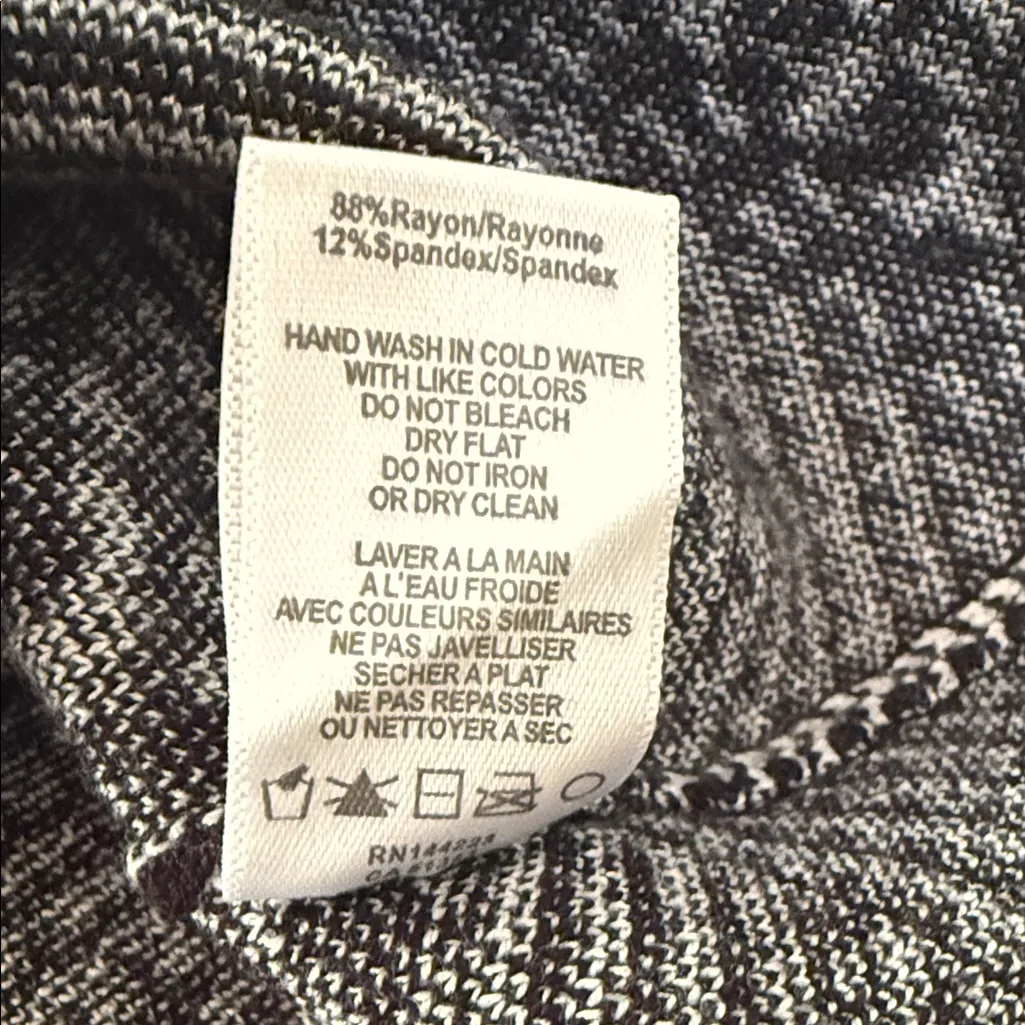 88%Rayon/Rayonne
12%Spandex/Spandex
HAND WASH IN COLD WATER
WITH LIKE COLORS
DO NOT BLEACH
DRY FLAT
DO NOT IRON
OR DRY CLEAN
LAVER A LA MAIN
A L'EAU FROIDE
AVEC COULEURS SIMILAIRES
NE PAS JAVELLISER
SECHER A PLAT
NE PAS REPASSER
OU NETTOYER A SEC